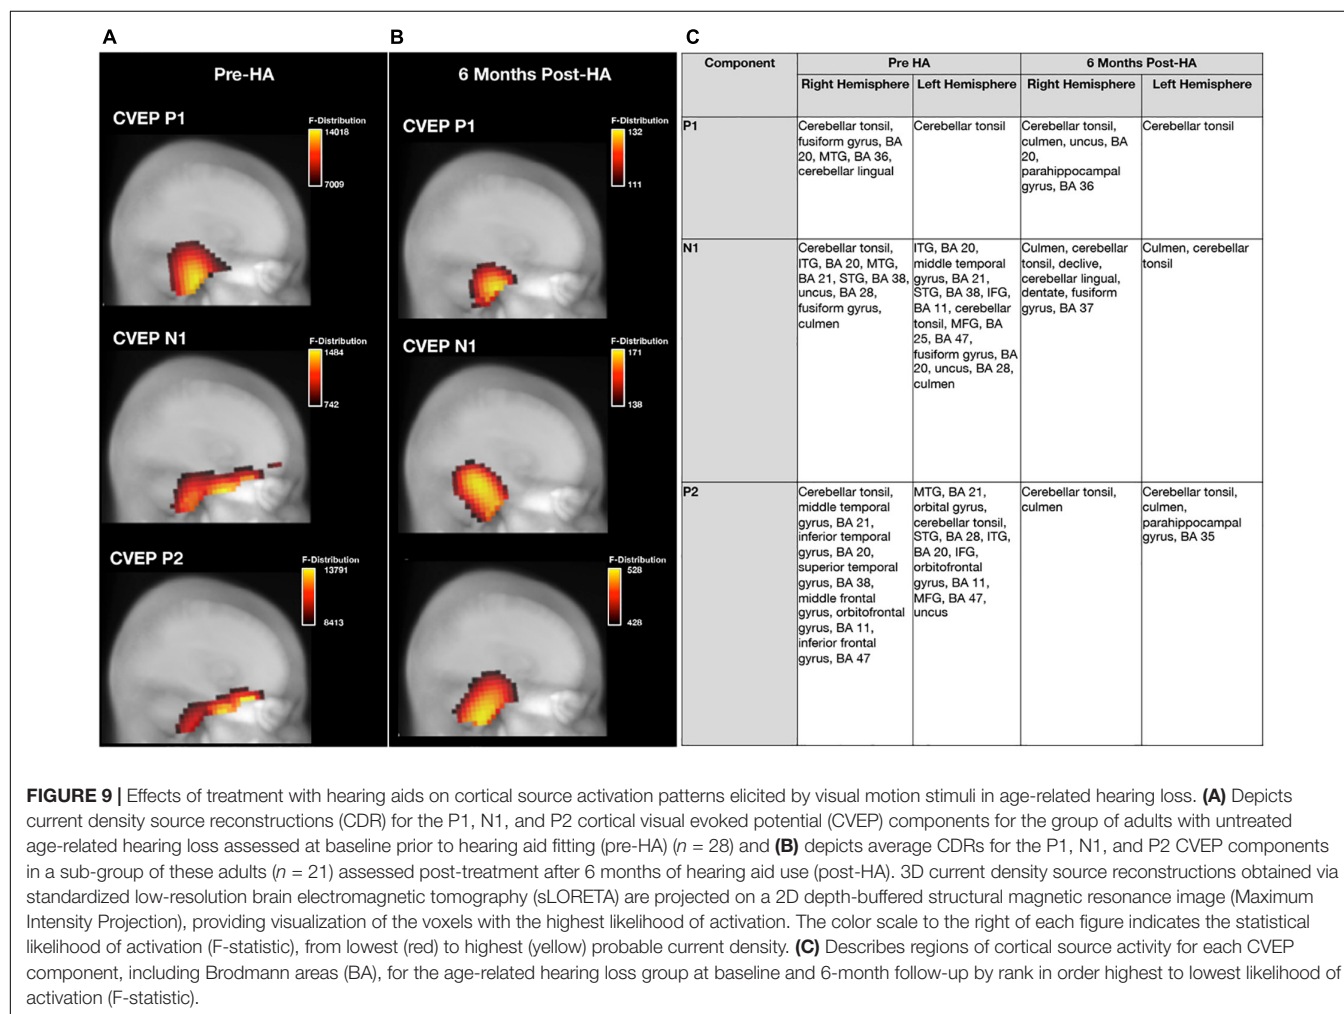 A
B
C
Pre-HA
CVEP P1
F-Distribution
14018
7009
CVEP N1
F-Distribution
1484
742
CVEP P2
F-Distribution
13791
8413
6 Months Post-HA
CVEP P1
F-Distribution
132
111
CVEP N1
F-Distribution
171
138
F-Distribution
528
428
Component
Pre HA
6 Months Post-HA
Right Hemisphere
Left Hemisphere
Right Hemisphere
Left Hemisphere
P1
Cerebellar tonsil,
fusiform gyrus, BA
20, MTG, BA 36,
cerebellar lingual
Cerebellar tonsil
Cerebellar tonsil,
culmen, uncus, BA
20,
parahippocampal
gyrus, BA 36
Cerebellar tonsil
N1
Cerebellar tonsil,
ITG, BA 20, MTG,
BA 21, STG, BA 38,
uncus, BA 28,
fusiform gyrus,
culmen
ITG, BA 20,
middle temporal
gyrus, BA 21,
STG, BA 38, IFG,
BA 11, cerebellar
tonsil, MFG, BA
25, BA 47,
fusiform gyrus, BA
20, uncus, BA 28,
culmen
Culmen, cerebellar
tonsil, declive,
cerebellar lingual,
dentate, fusiform
gyrus, BA 37
Culmen, cerebellar
tonsil
P2
Cerebellar tonsil,
middle temporal
gyrus, BA 21,
inferior temporal
gyrus, BA 20,
superior temporal
gyrus, BA 38,
middle frontal
gyrus, orbitofrontal
gyrus, BA 11,
inferior frontal
gyrus, BA 47
MTG, BA 21,
orbital gyrus,
cerebellar tonsil,
STG, BA 28, ITG,
BA 20, IFG,
orbitofrontal
gyrus, BA 11,
MFG, BA 47,
uncus
Cerebellar tonsil,
culmen
Cerebellar tonsil,
culmen,
parahippocampal
gyrus, BA 35
FIGURE 9 | Effects of treatment with hearing aids on cortical source activation patterns elicited by visual motion stimuli in age-related hearing loss. (A) Depicts
current density source reconstructions (CDR) for the P1, N1, and P2 cortical visual evoked potential (CVEP) components for the group of adults with untreated
age-related hearing loss assessed at baseline prior to hearing aid fitting (pre-HA) (n = 28) and (B) depicts average CDRs for the P1, N1, and P2 CVEP components
in a sub-group of these adults (n = 21) assessed post-treatment after 6 months of hearing aid use (post-HA). 3D current density source reconstructions obtained via
standardized low-resolution brain electromagnetic tomography (sLORETA) are projected on a 2D depth-buffered structural magnetic resonance image (Maximum
Intensity Projection), providing visualization of the voxels with the highest likelihood of activation. The color scale to the right of each figure indicates the statistical
likelihood of activation (F-statistic), from lowest (red) to highest (yellow) probable current density. (C) Describes regions of cortical source activity for each CVEP
component, including Brodmann areas (BA), for the age-related hearing loss group at baseline and 6-month follow-up by rank in order highest to lowest likelihood of
activation (F-statistic).